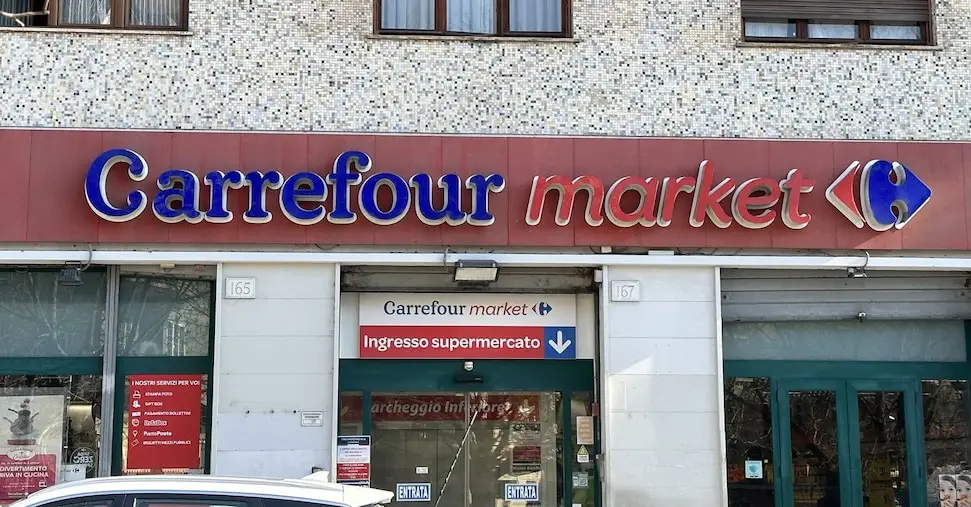 Carrefour market
165
167
Carrefour market
Ingresso supermercato
I NOSTRI SERVIZI PER VOI
STAMPA FOTO
GIFT BOX
PAGAMENTO BOLLETTINI
PuntoPoste
BIGLIETTI MEZZI PUBBLICI
archeggio Inferiore
DIVERTIMENTO
RRIVA IN CUCINA
ENTRATA
ENTRATA